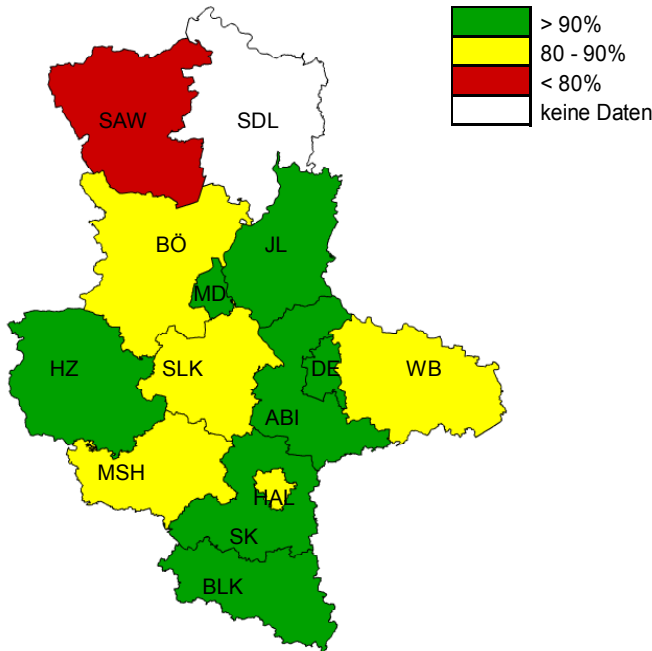 > 90%
80 - 90%
< 80%
keine Daten
SAW
SDL
BÖ
JL
MD
HZ
SLK
DE
WB
ABI
MSH
HAL
SK
BLK